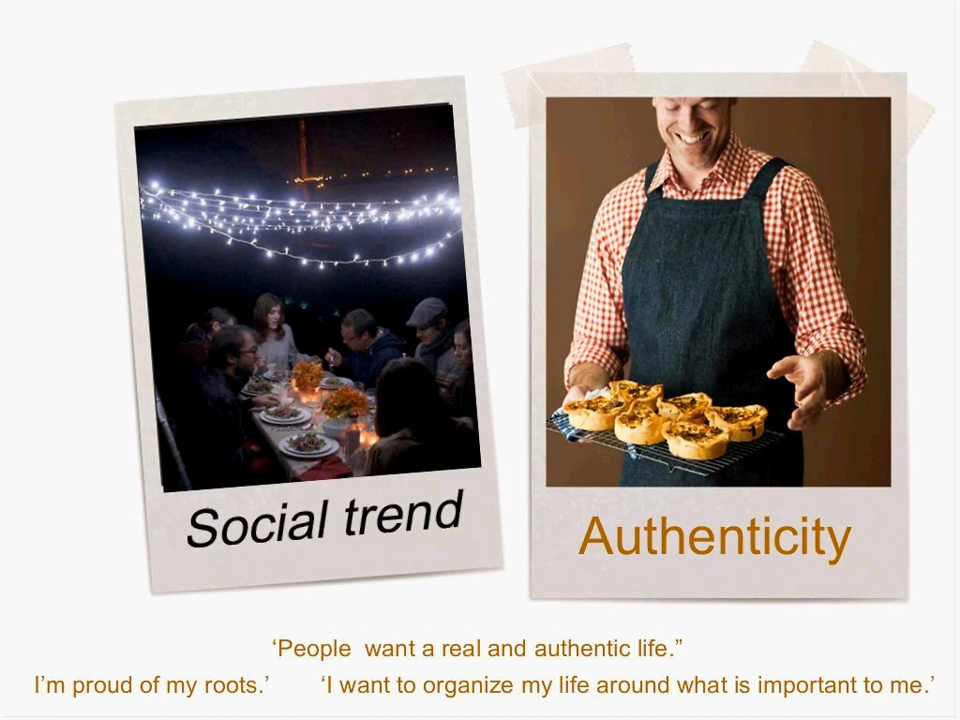 Social trend
Authenticity
‘People  want a real and authentic life.”
I’m proud of my roots.’
‘I want to organize my life around what is important to me.’